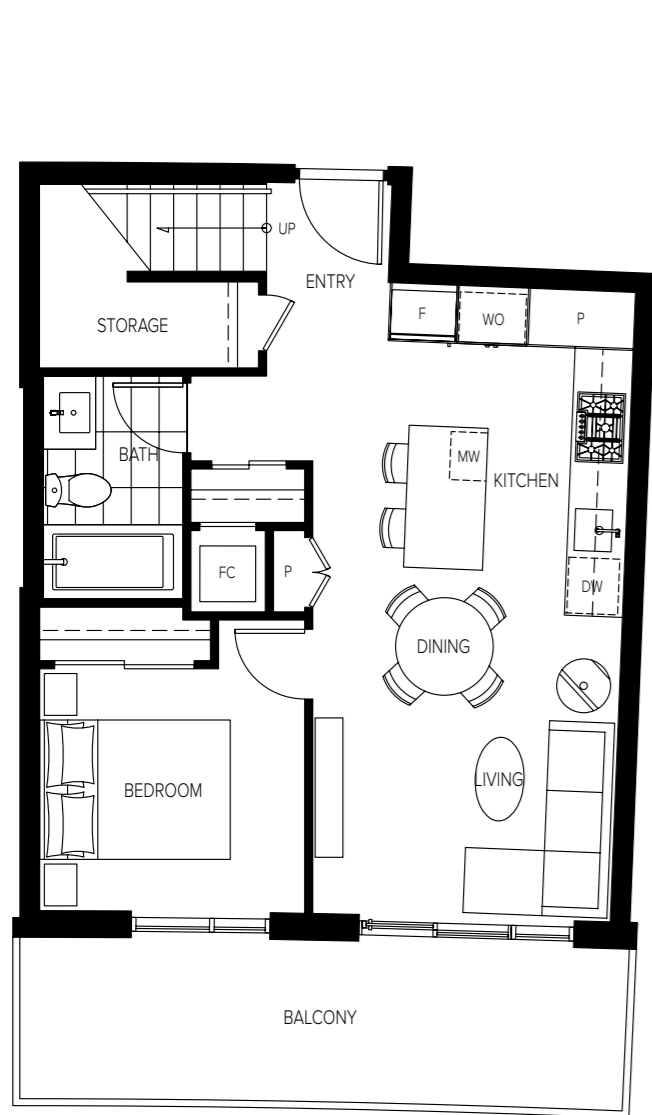 UP
ENTRY
STORAGE
F
WO
P
BATH
MW
KITCHEN
FC
P
DW
DINING
LIVING
BEDROOM
BALCONY